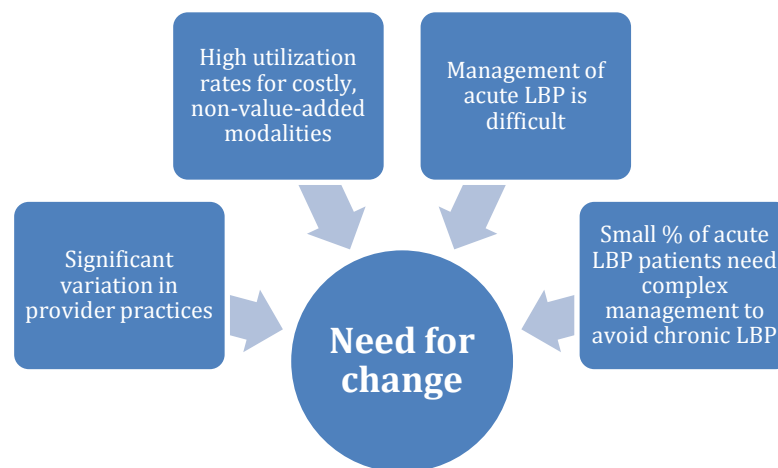 Significant
variation in
provider practices
High utilization
rates for costly,
non-value-added
modalities
Management of
acute LBP is
difficult
Small % of acute
LBP patients need
complex
management to
avoid chronic LBP
Need for
change